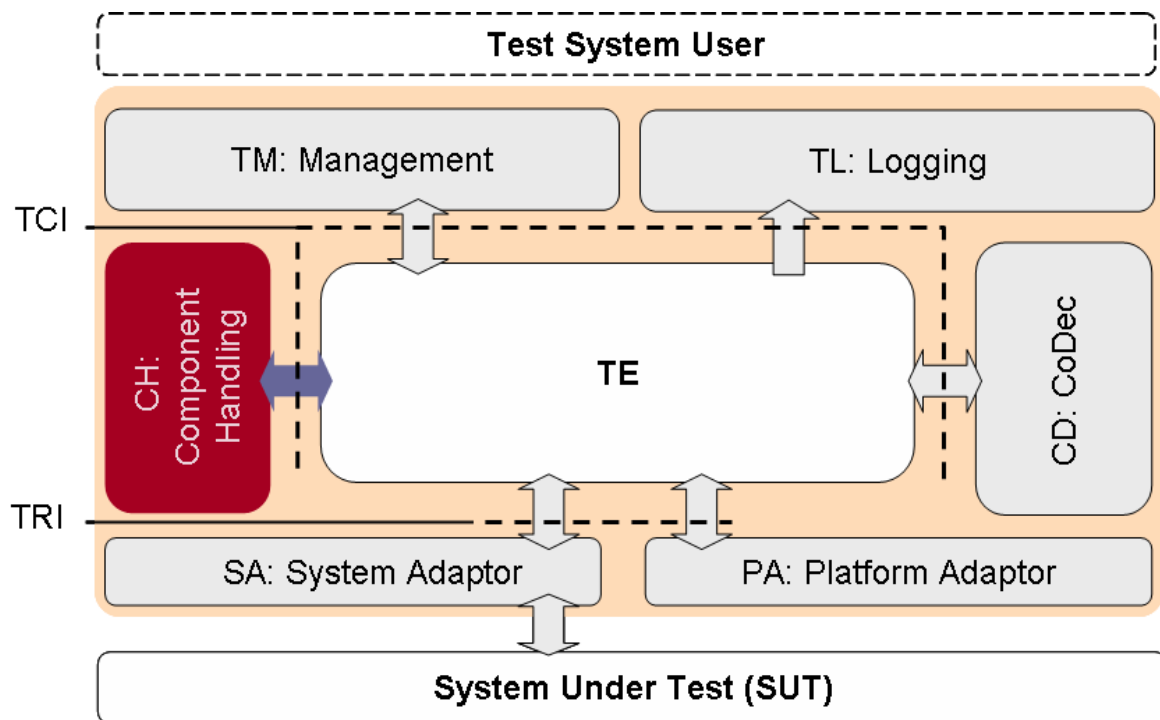 Test System User
TM: Management
TL: Logging
TCI
CH:
Component
Handling
TE
CD: CoDec
TRI
SA: System Adaptor
PA: Platform Adaptor
System Under Test (SUT)